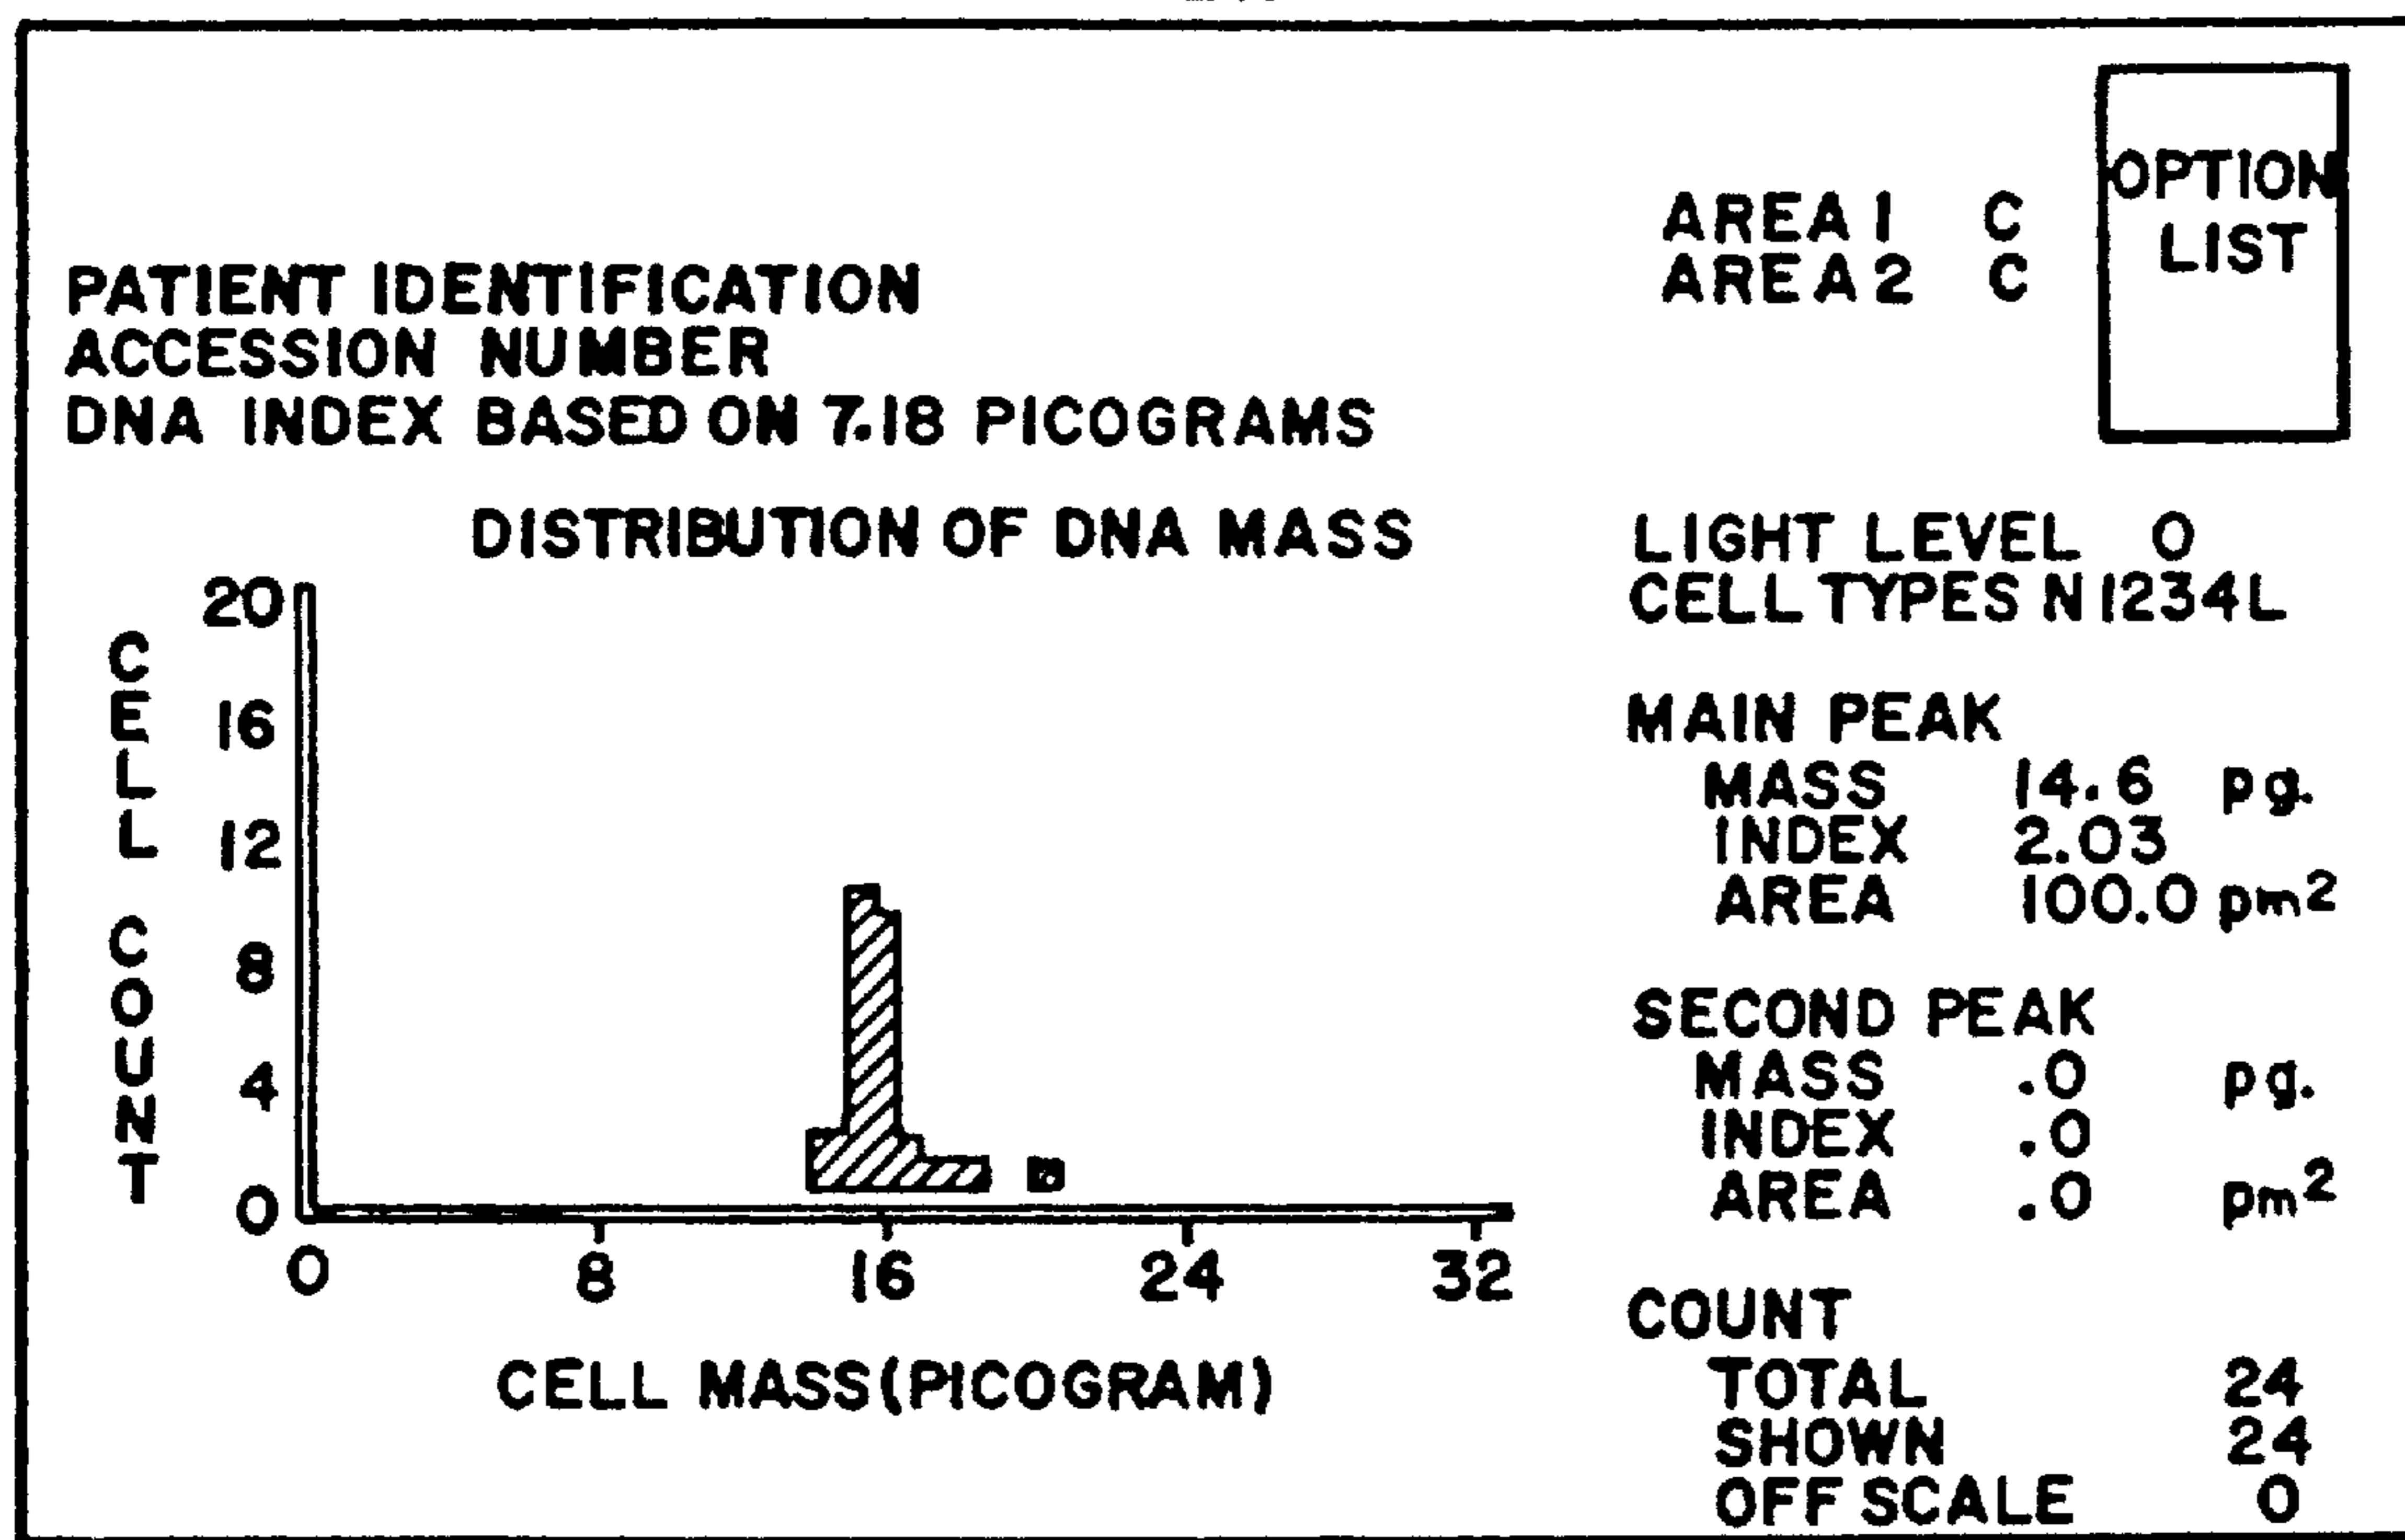 OPTION
LIST
AREA 1 C
AREA 2 C
PATIENT IDENTIFICATION
ACCESSION NUMBER
DNA INDEX BASED ON 7.18 PICOGRAMS
DISTRIBUTION OF DNA MASS
20
16
12
8
4
0
CELL COUNT
0 8 16 24 32
CELL MASS(PICOGRAM)
LIGHT LEVEL 0
CELL TYPES N1234L
MAIN PEAK
MASS 14.6 pg.
INDEX 2.03
AREA 100.0 pm²
SECOND PEAK
MASS .0 pg.
INDEX .0
AREA .0 pm²
COUNT
TOTAL 24
SHOWN 24
OFF SCALE 0